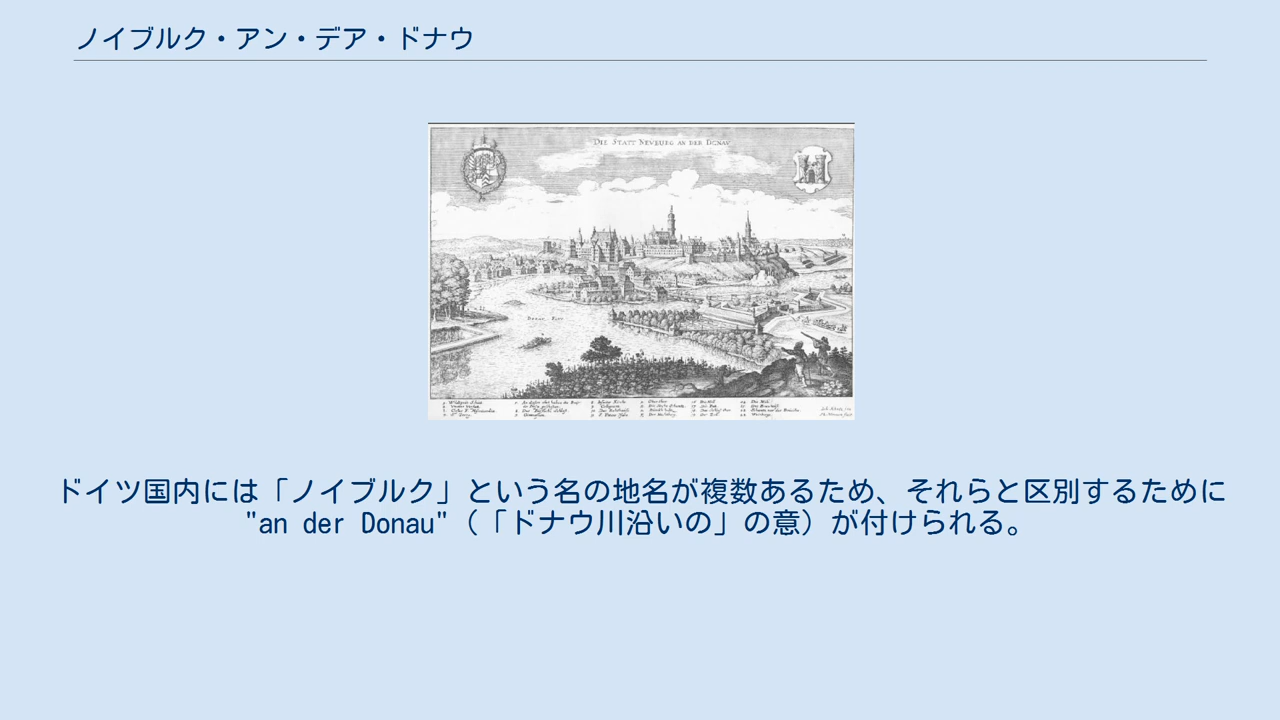 ノイブルク・アン・デア・ドナウ
DIE STATT NEUBURG AN DER DONAW
ドイツ国内には「ノイブルク」という名の地名が複数あるため、それらと区別するために
"an der Donau"（「ドナウ川沿いの」の意）が付けられる。